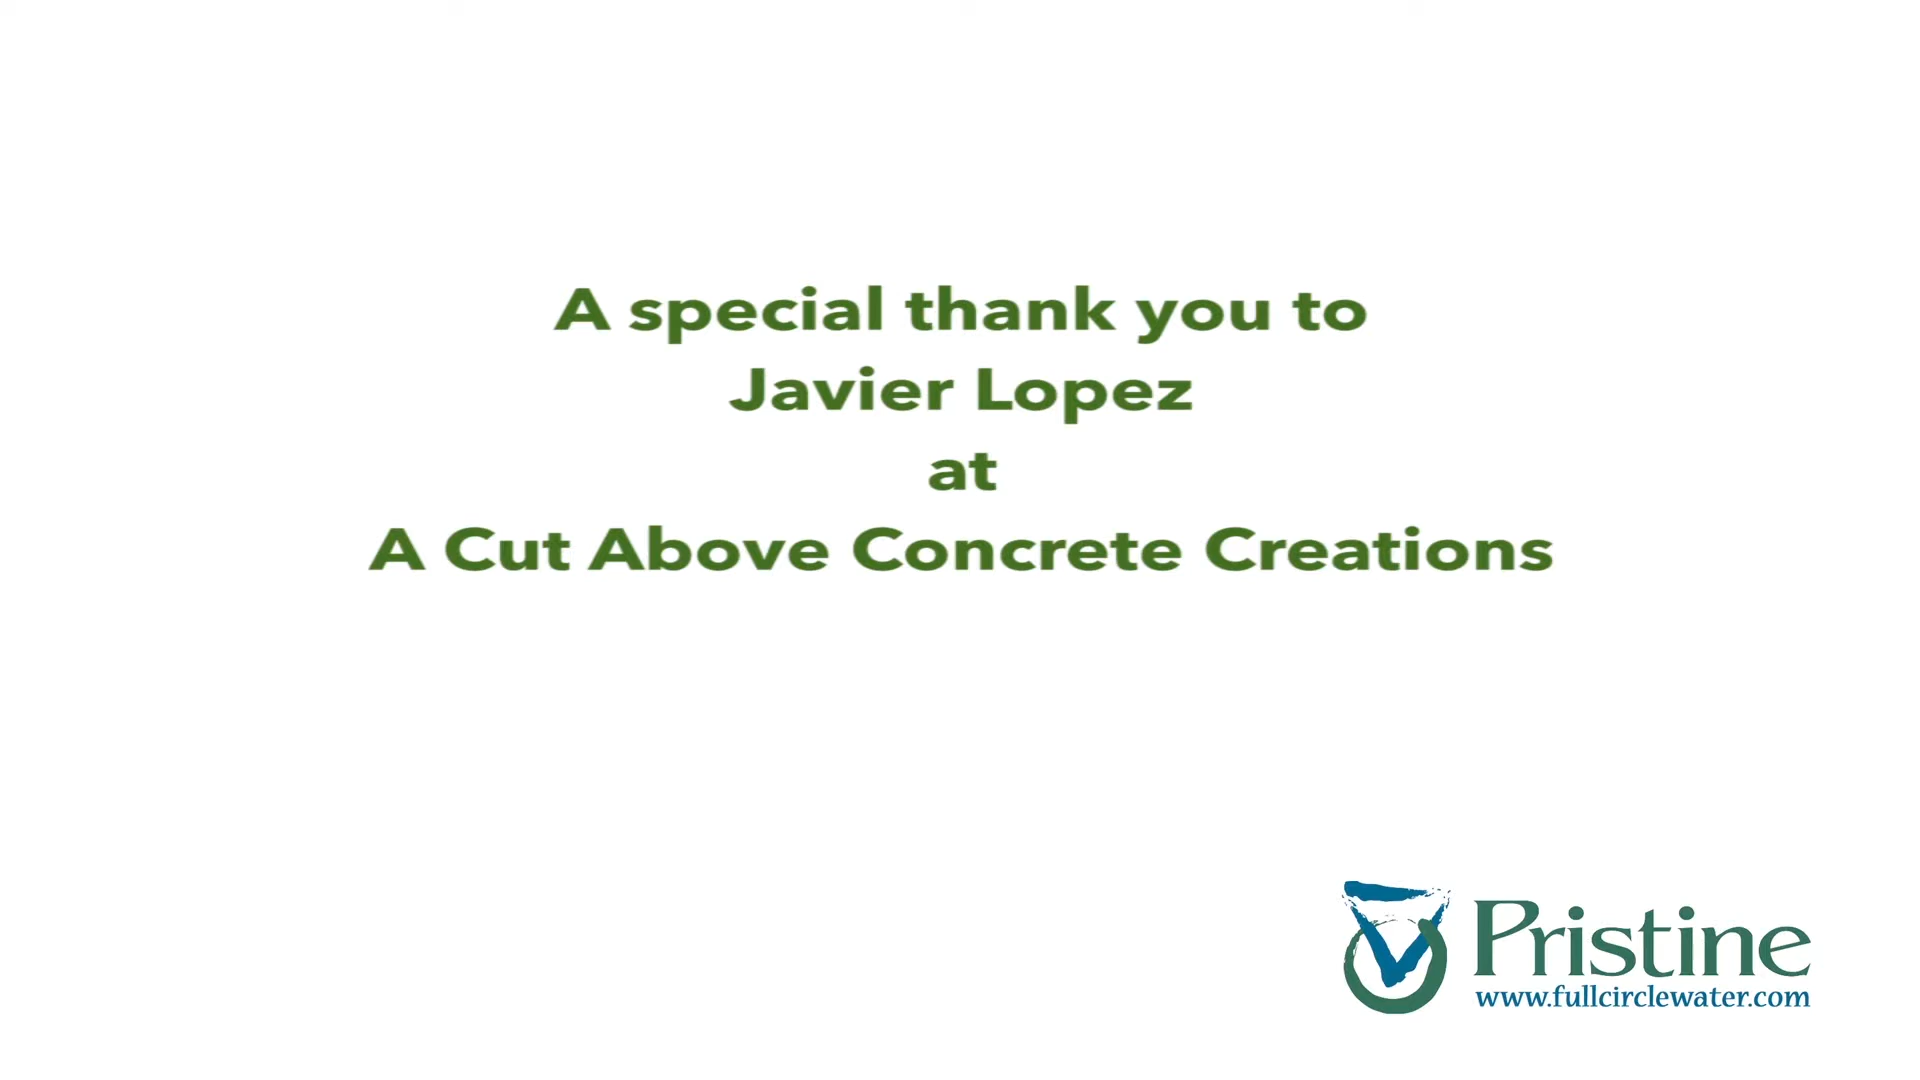 A special thank you to
Javier Lopez
at
A Cut Above Concrete Creations
Pristine
www.fullcirclewater.com